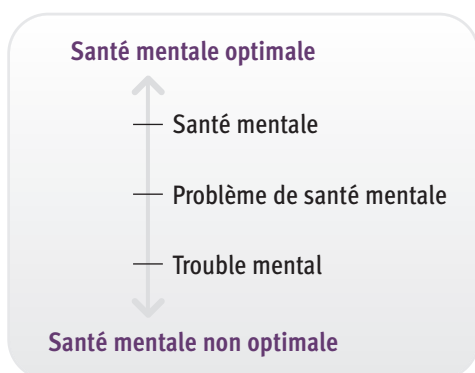 Santé mentale optimale
Santé mentale
Problème de santé mentale
Trouble mental
Santé mentale non optimale